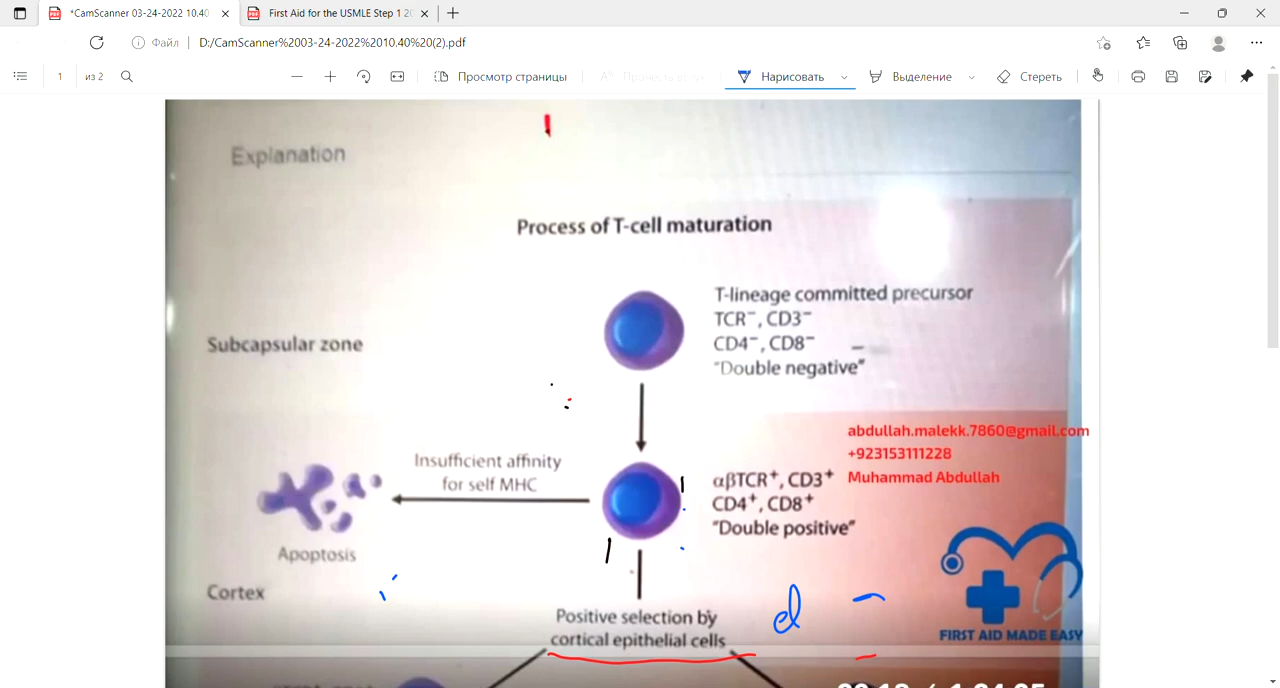 *CamScanner 03-24-2022 10.40
First Aid for the USMLE Step 1 20
Файл
D:/CamScanner%2003-24-2022%2010.40%20(2).pdf
1 из 2
Просмотр страницы
Прочесть вслух
Нарисовать
Выделение
Стереть
Explanation
Process of T-cell maturation
T-lineage committed precursor
TCR⁻, CD3⁻
Subcapsular zone
CD4⁻, CD8⁻
"Double negative"
abdullah.malekk.7860@gmail.com
+923153111228
Muhammad Abdullah
Insufficient affinity
for self MHC
αβTCR⁺, CD3⁺
CD4⁺, CD8⁺
"Double positive"
Apoptosis
Cortex
d
Positive selection by
cortical epithelial cells
FIRST AID MADE EASY